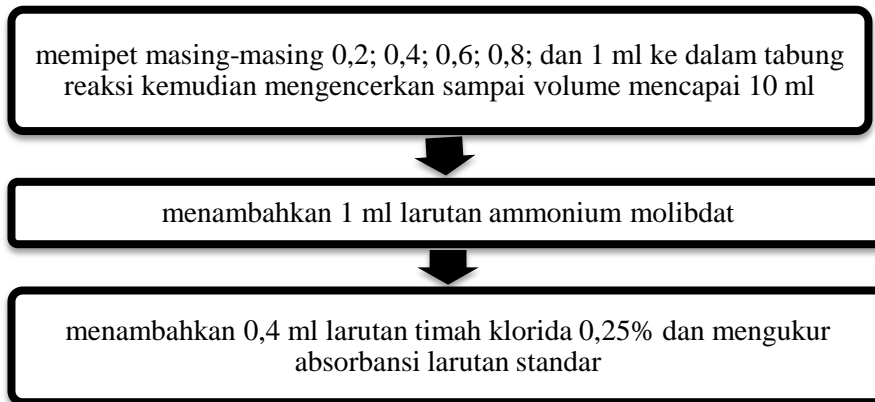 memipet masing-masing 0,2; 0,4; 0,6; 0,8; dan 1 ml ke dalam tabung
reaksi kemudian mengencerkan sampai volume mencapai 10 ml
menambahkan 1 ml larutan ammonium molibdat
menambahkan 0,4 ml larutan timah klorida 0,25% dan mengukur
absorbansi larutan standar